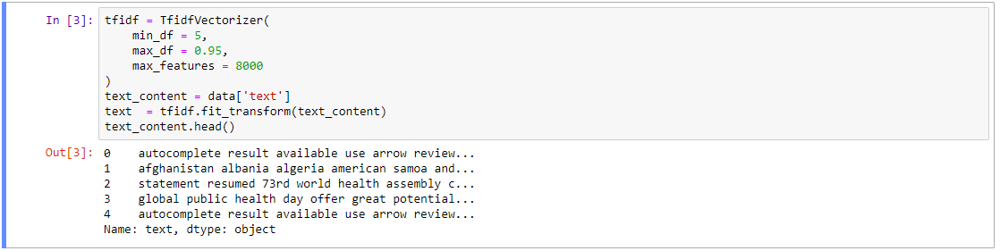 In [3]: tfidf = TfidfVectorizer(
    min_df = 5,
    max_df = 0.95,
    max_features = 8000
)
text_content = data['text']
text  = tfidf.fit_transform(text_content)
text_content.head()
Out[3]: 0    autocomplete result available use arrow review...
1    afghanistan albania algeria american samoa and...
2    statement resumed 73rd world health assembly c...
3    global public health day offer great potential...
4    autocomplete result available use arrow review...
Name: text, dtype: object